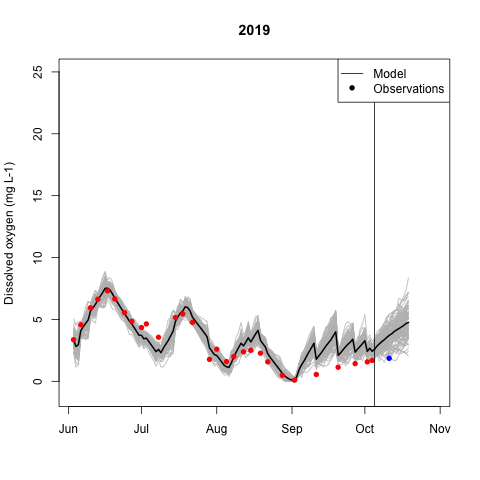 2019
Model
Observations
Dissolved oxygen (mg L-1)
25
20
15
10
5
0
Jun Jul Aug Sep Oct Nov